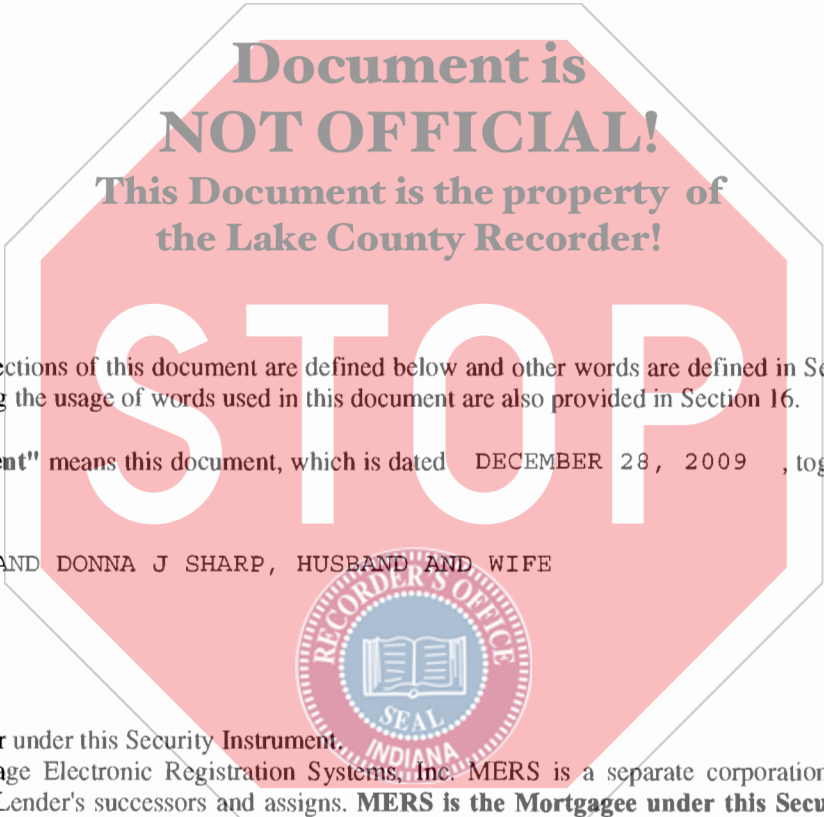 Document is
NOT OFFICIAL!
This Document is the property of
the Lake County Recorder!
STOP
ctions of this document are defined below and other words are defined in Se
g the usage of words used in this document are also provided in Section 16.
nt" means this document, which is dated DECEMBER 28, 2009 , tog
AND DONNA J SHARP, HUSBAND AND WIFE
RECORDER'S OFFICE
SEAL
INDIANA
r under this Security Instrument.
age Electronic Registration Systems, Inc. MERS is a separate corporation
Lender's successors and assigns. MERS is the Mortgagee under this Secu